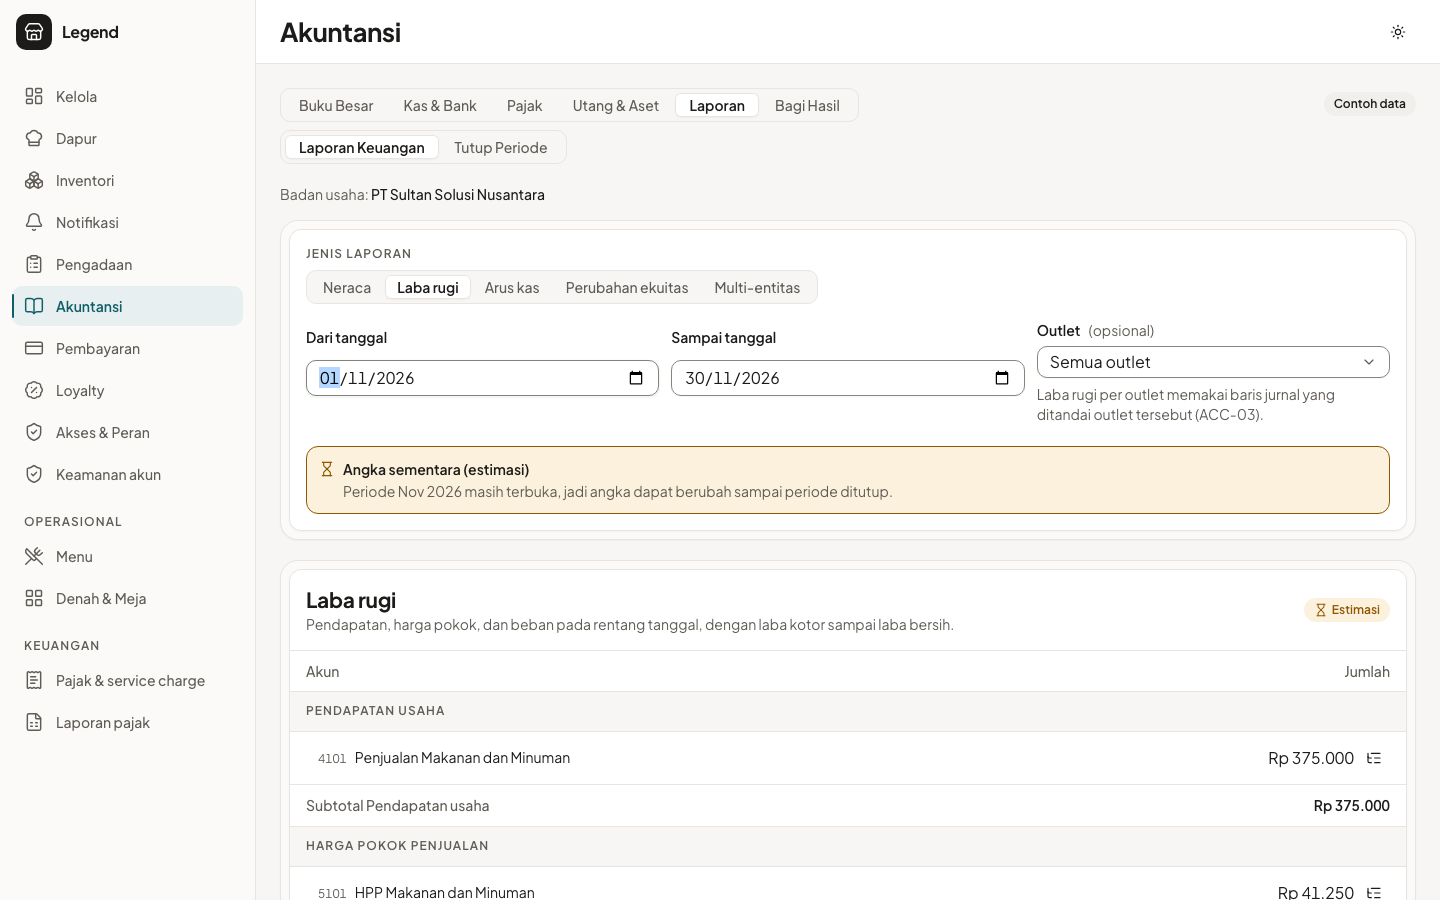 Legend
Kelola
Dapur
Inventori
Notifikasi
Pengadaan
Akuntansi
Pembayaran
Loyalty
Akses & Peran
Keamanan akun
OPERASIONAL
Menu
Denah & Meja
KEUANGAN
Pajak & service charge
Laporan pajak
Akuntansi
Buku Besar Kas & Bank Pajak Utang & Aset Laporan Bagi Hasil
Contoh data
Laporan Keuangan Tutup Periode
Badan usaha: PT Sultan Solusi Nusantara
JENIS LAPORAN
Neraca Laba rugi Arus kas Perubahan ekuitas Multi-entitas
Dari tanggal
01/11/2026
Sampai tanggal
30/11/2026
Outlet (opsional)
Semua outlet
Laba rugi per outlet memakai baris jurnal yang
ditandai outlet tersebut (ACC-03).
Angka sementara (estimasi)
Periode Nov 2026 masih terbuka, jadi angka dapat berubah sampai periode ditutup.
Laba rugi
Pendapatan, harga pokok, dan beban pada rentang tanggal, dengan laba kotor sampai laba bersih.
Estimasi
Akun Jumlah
PENDAPATAN USAHA
4101 Penjualan Makanan dan Minuman Rp 375.000
Subtotal Pendapatan usaha Rp 375.000
HARGA POKOK PENJUALAN
5101 HPP Makanan dan Minuman Rp 41.250